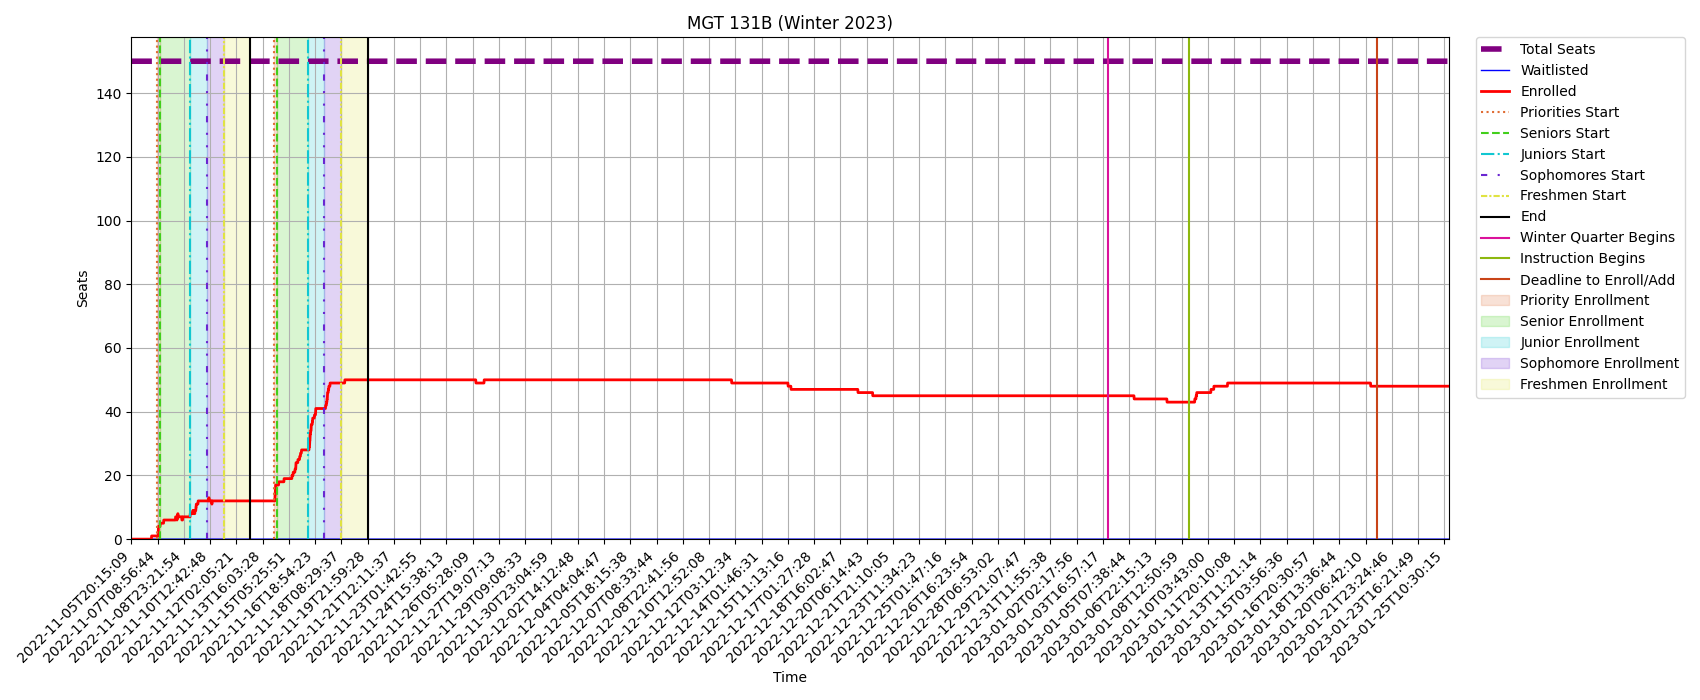 MGT 131B (Winter 2023)
Seats
140
120
100
80
60
40
20
0
2022-11-05T20:15:09
2022-11-07T08:56:44
2022-11-08T23:21:54
2022-11-10T12:42:48
2022-11-12T02:05:21
2022-11-13T16:03:28
2022-11-15T05:25:51
2022-11-16T18:54:23
2022-11-18T08:29:37
2022-11-19T21:59:28
2022-11-21T12:11:37
2022-11-23T01:42:55
2022-11-24T15:38:13
2022-11-26T05:28:09
2022-11-27T19:07:13
2022-11-29T09:08:33
2022-11-30T23:04:59
2022-12-02T14:12:48
2022-12-04T04:04:47
2022-12-05T18:15:38
2022-12-07T08:33:44
2022-12-08T22:41:56
2022-12-10T12:52:08
2022-12-12T03:12:34
2022-12-14T01:46:31
2022-12-15T11:13:16
2022-12-17T01:27:28
2022-12-18T16:02:47
2022-12-20T06:14:43
2022-12-21T21:10:05
2022-12-23T11:34:23
2022-12-25T01:47:16
2022-12-26T16:23:54
2022-12-28T06:53:02
2022-12-29T21:07:47
2022-12-31T11:55:38
2023-01-02T02:17:56
2023-01-03T16:57:17
2023-01-05T07:38:44
2023-01-06T22:15:13
2023-01-08T12:50:59
2023-01-10T03:43:00
2023-01-11T20:10:08
2023-01-13T11:21:14
2023-01-15T03:56:36
2023-01-16T20:30:57
2023-01-18T13:36:44
2023-01-20T06:42:10
2023-01-21T23:24:46
2023-01-23T16:21:49
2023-01-25T10:30:15
Time
Total Seats
Waitlisted
Enrolled
Priorities Start
Seniors Start
Juniors Start
Sophomores Start
Freshmen Start
End
Winter Quarter Begins
Instruction Begins
Deadline to Enroll/Add
Priority Enrollment
Senior Enrollment
Junior Enrollment
Sophomore Enrollment
Freshmen Enrollment